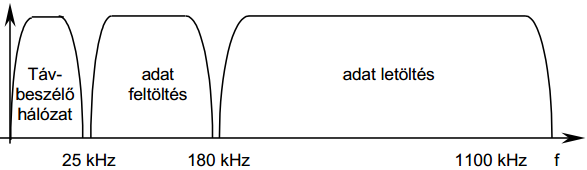 Táv-
beszélő
hálózat
adat
feltöltés
adat letöltés
25 kHz
180 kHz
1100 kHz
f